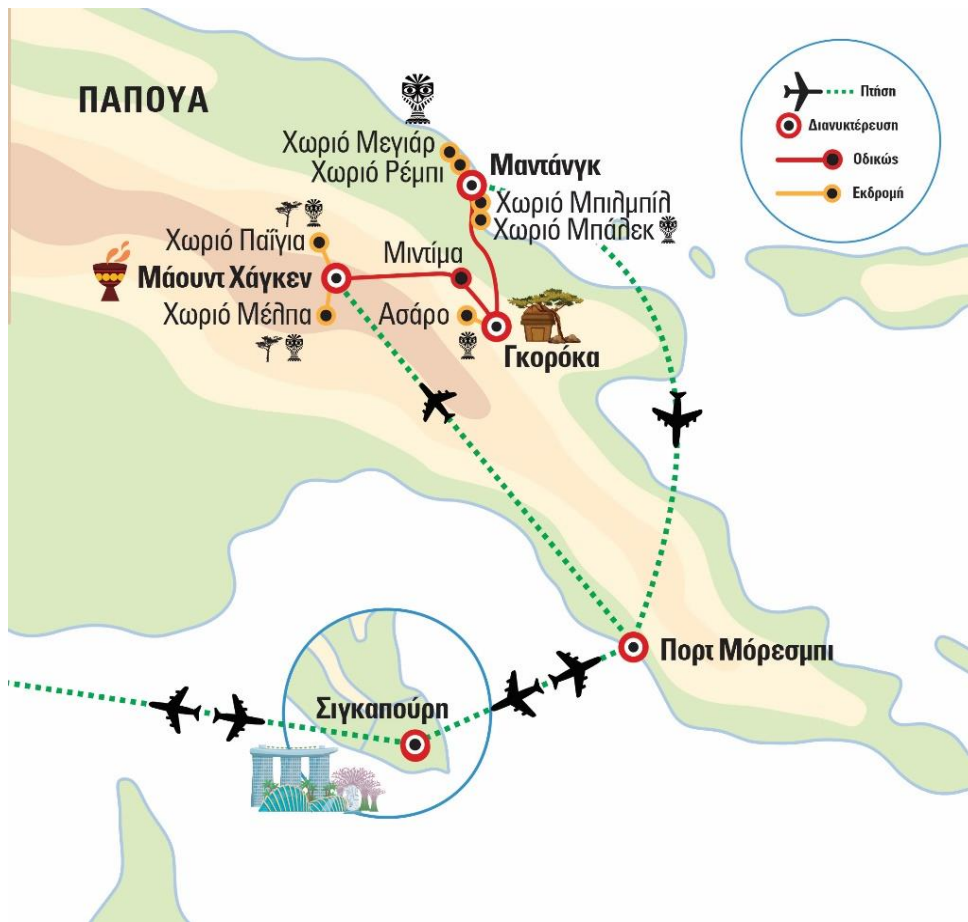 ΠΑΠΟΥΑ
Πτήση
Διανυκτέρευση
Οδικώς
Εκδρομή
Χωριό Μεγιάρ
Χωριό Ρέμπι
Μαντάνγκ
Χωριό Μπιλμπίλ
Χωριό Μπάλεκ
Χωριό Παΐγια
Μιντίμα
Μάουντ Χάγκεν
Χωριό Μέλπα
Ασάρο
Γκορόκα
Πορτ Μόρεσμπι
Σιγκαπούρη